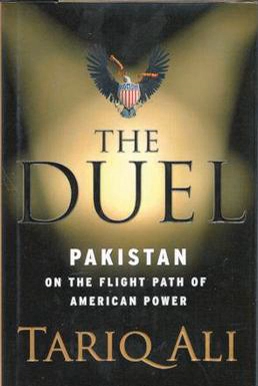 THE
DUEL
PAKISTAN
ON THE FLIGHT PATH OF
AMERICAN POWER
TARIQ ALI